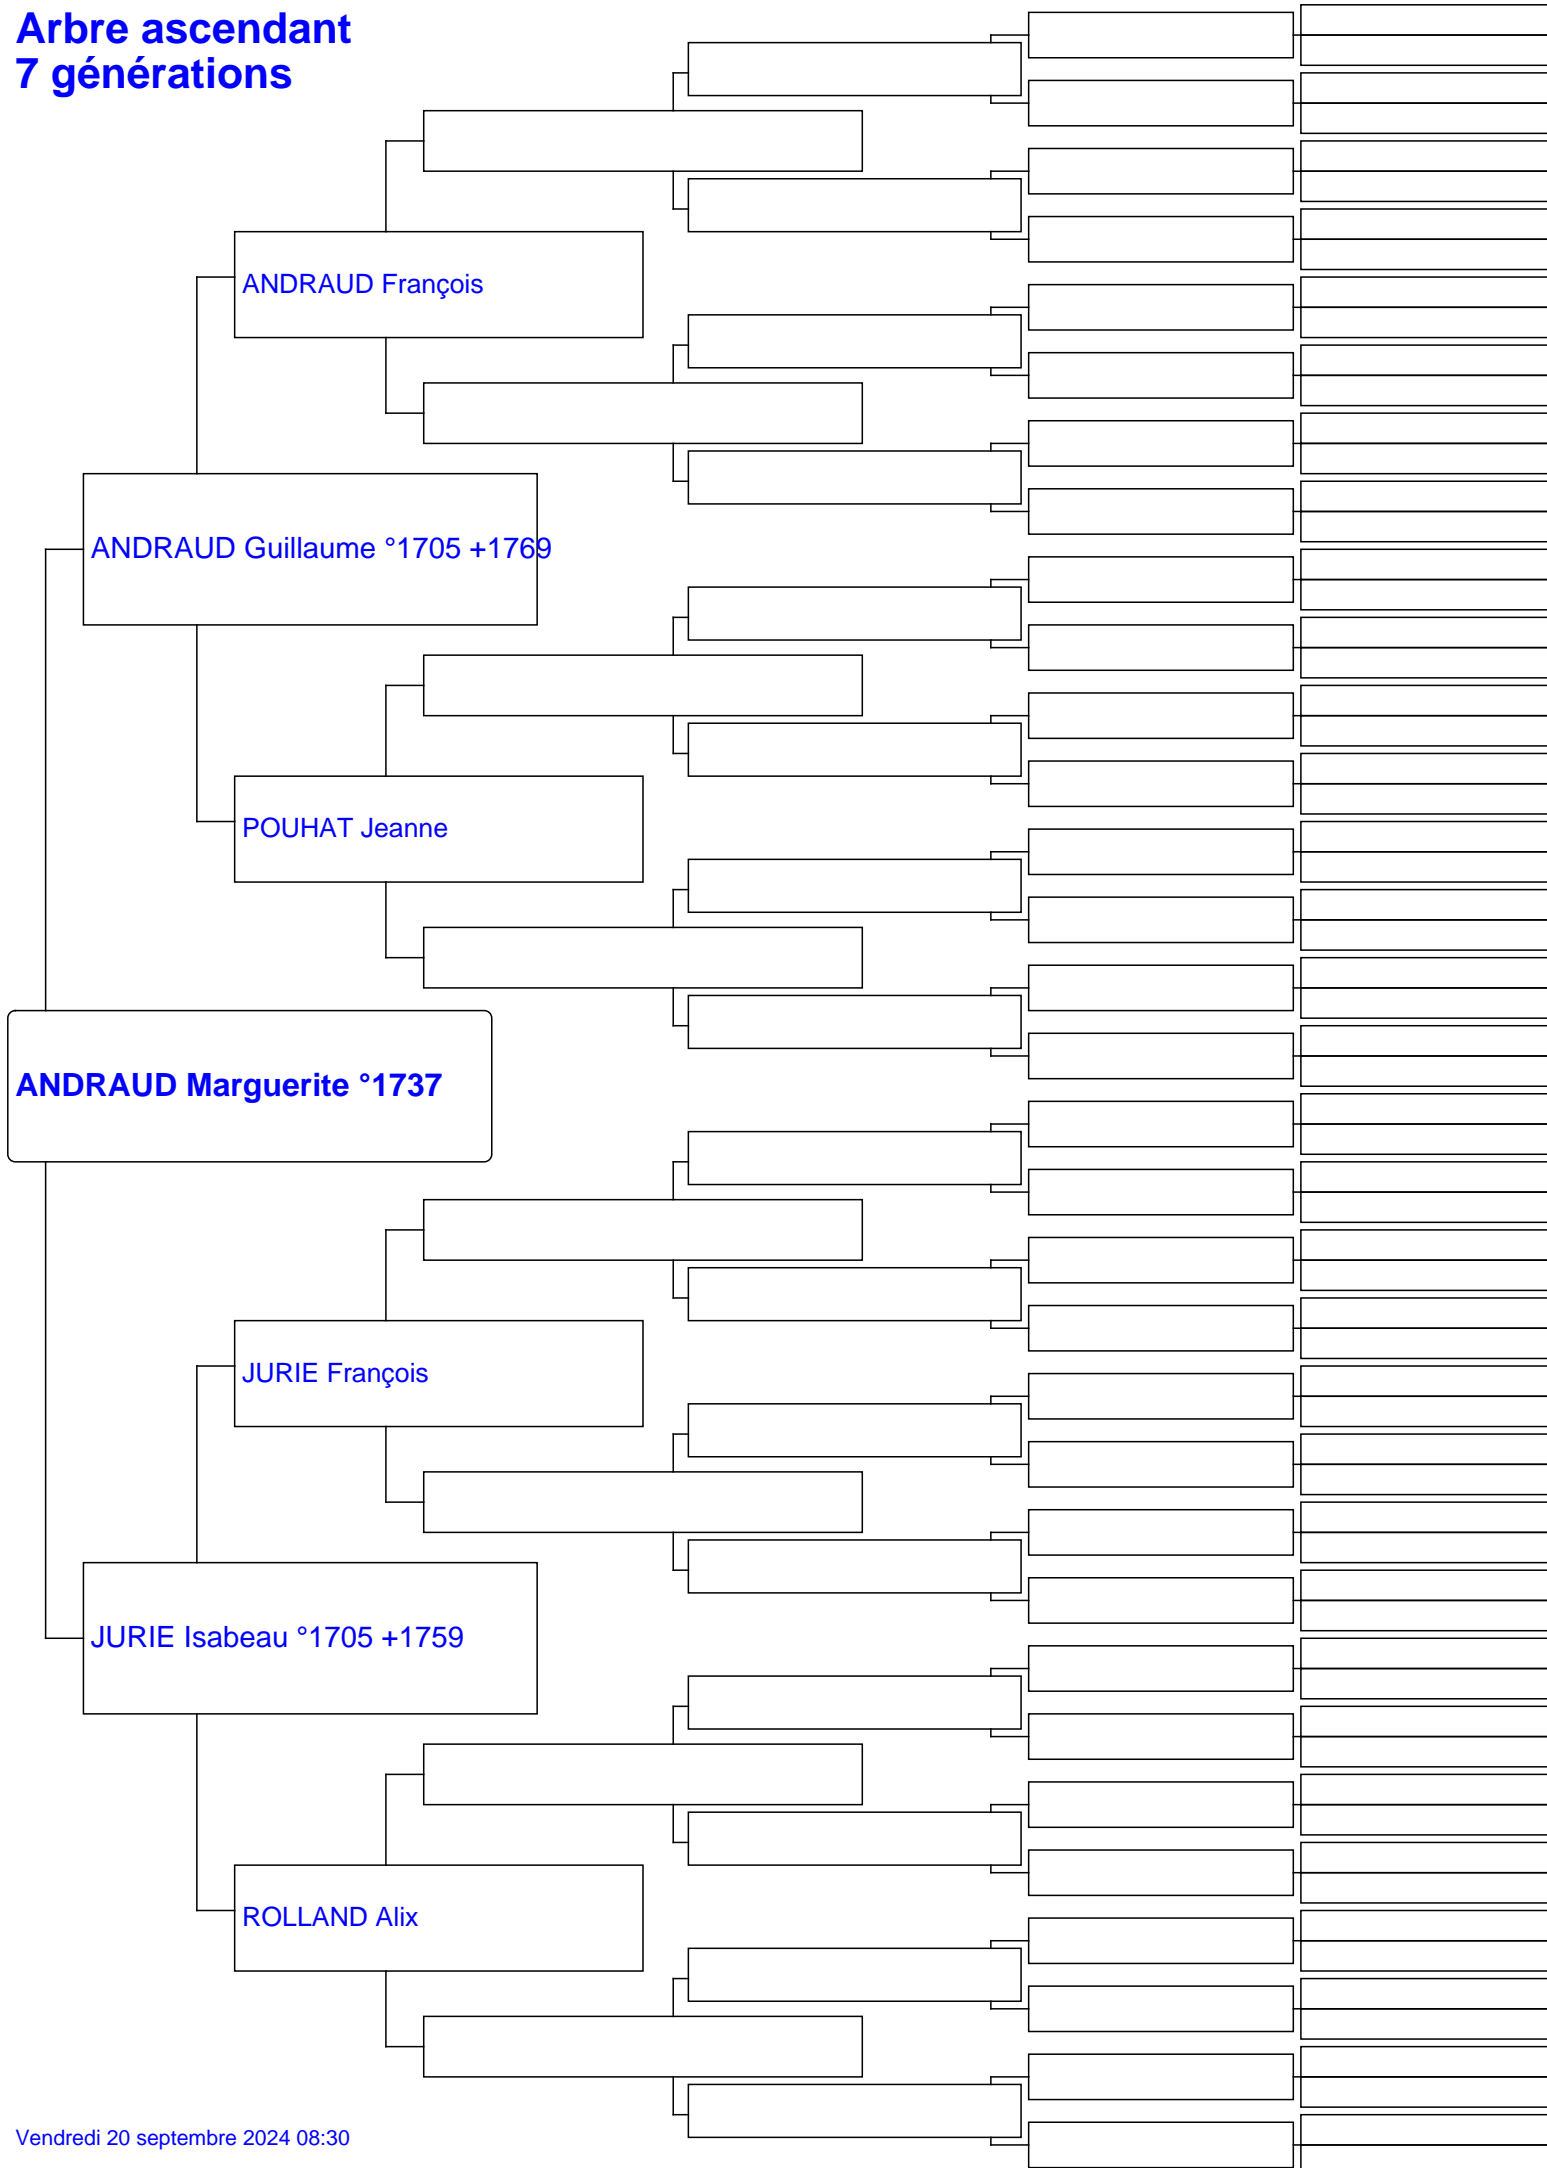 Arbre ascendant
7 générations
ANDRAUD François
ANDRAUD Guillaume °1705 +1769
POUHAT Jeanne
ANDRAUD Marguerite °1737
JURIE François
JURIE Isabeau °1705 +1759
ROLLAND Alix
Vendredi 20 septembre 2024 08:30